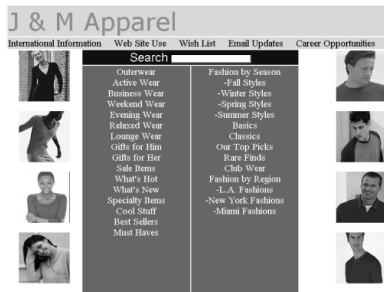 J & M Apparel
International Information Web Site Use Wish List Email Updates Career Opportunities
Search
Outerwear
Active Wear
Business Wear
Weekend Wear
Evening Wear
Relaxed Wear
Lounge Wear
Gifts for Him
Gifts for Her
Sale Items
What's Hot
What's New
Specialty Items
Cool Stuff
Best Sellers
Must Haves
Fashion by Season
-Fall Styles
-Winter Styles
-Spring Styles
-Summer Styles
Basics
Classics
Our Top Picks
Rare Finds
Club Wear
Fashion by Region
-L.A. Fashions
-New York Fashions
-Miami Fashions